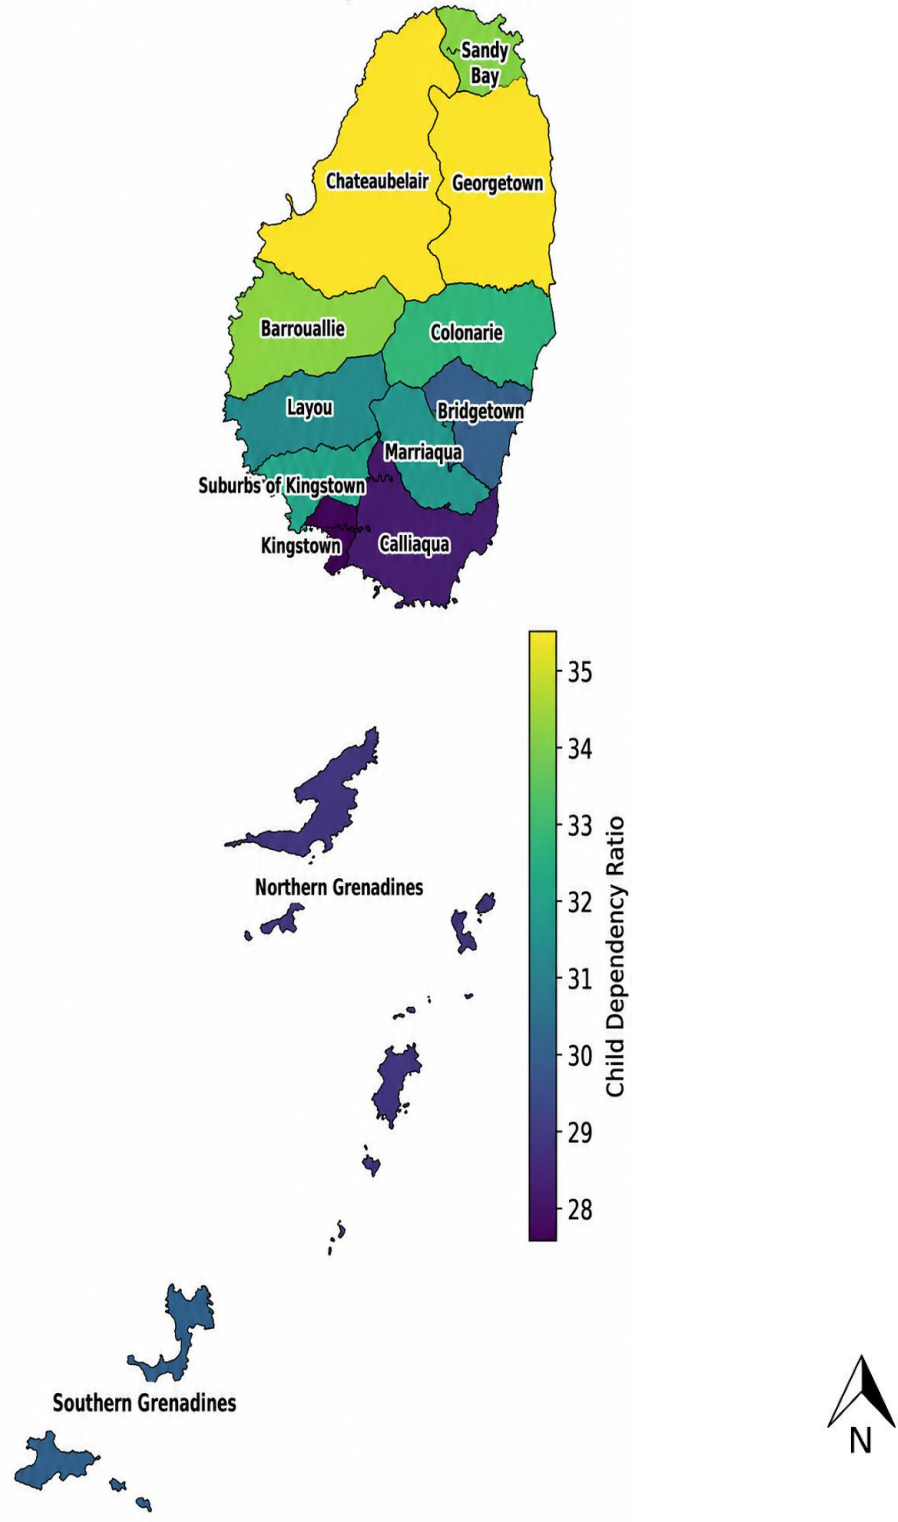 Sandy
Bay
Chateaubelair
Georgetown
Barrouallie
Colonarie
Layou
Bridgetown
Marriaqua
Suburbs of Kingstown
Kingstown
Calliaqua
35
34
33
32
31
30
29
28
Child Dependency Ratio
Northern Grenadines
Southern Grenadines
N